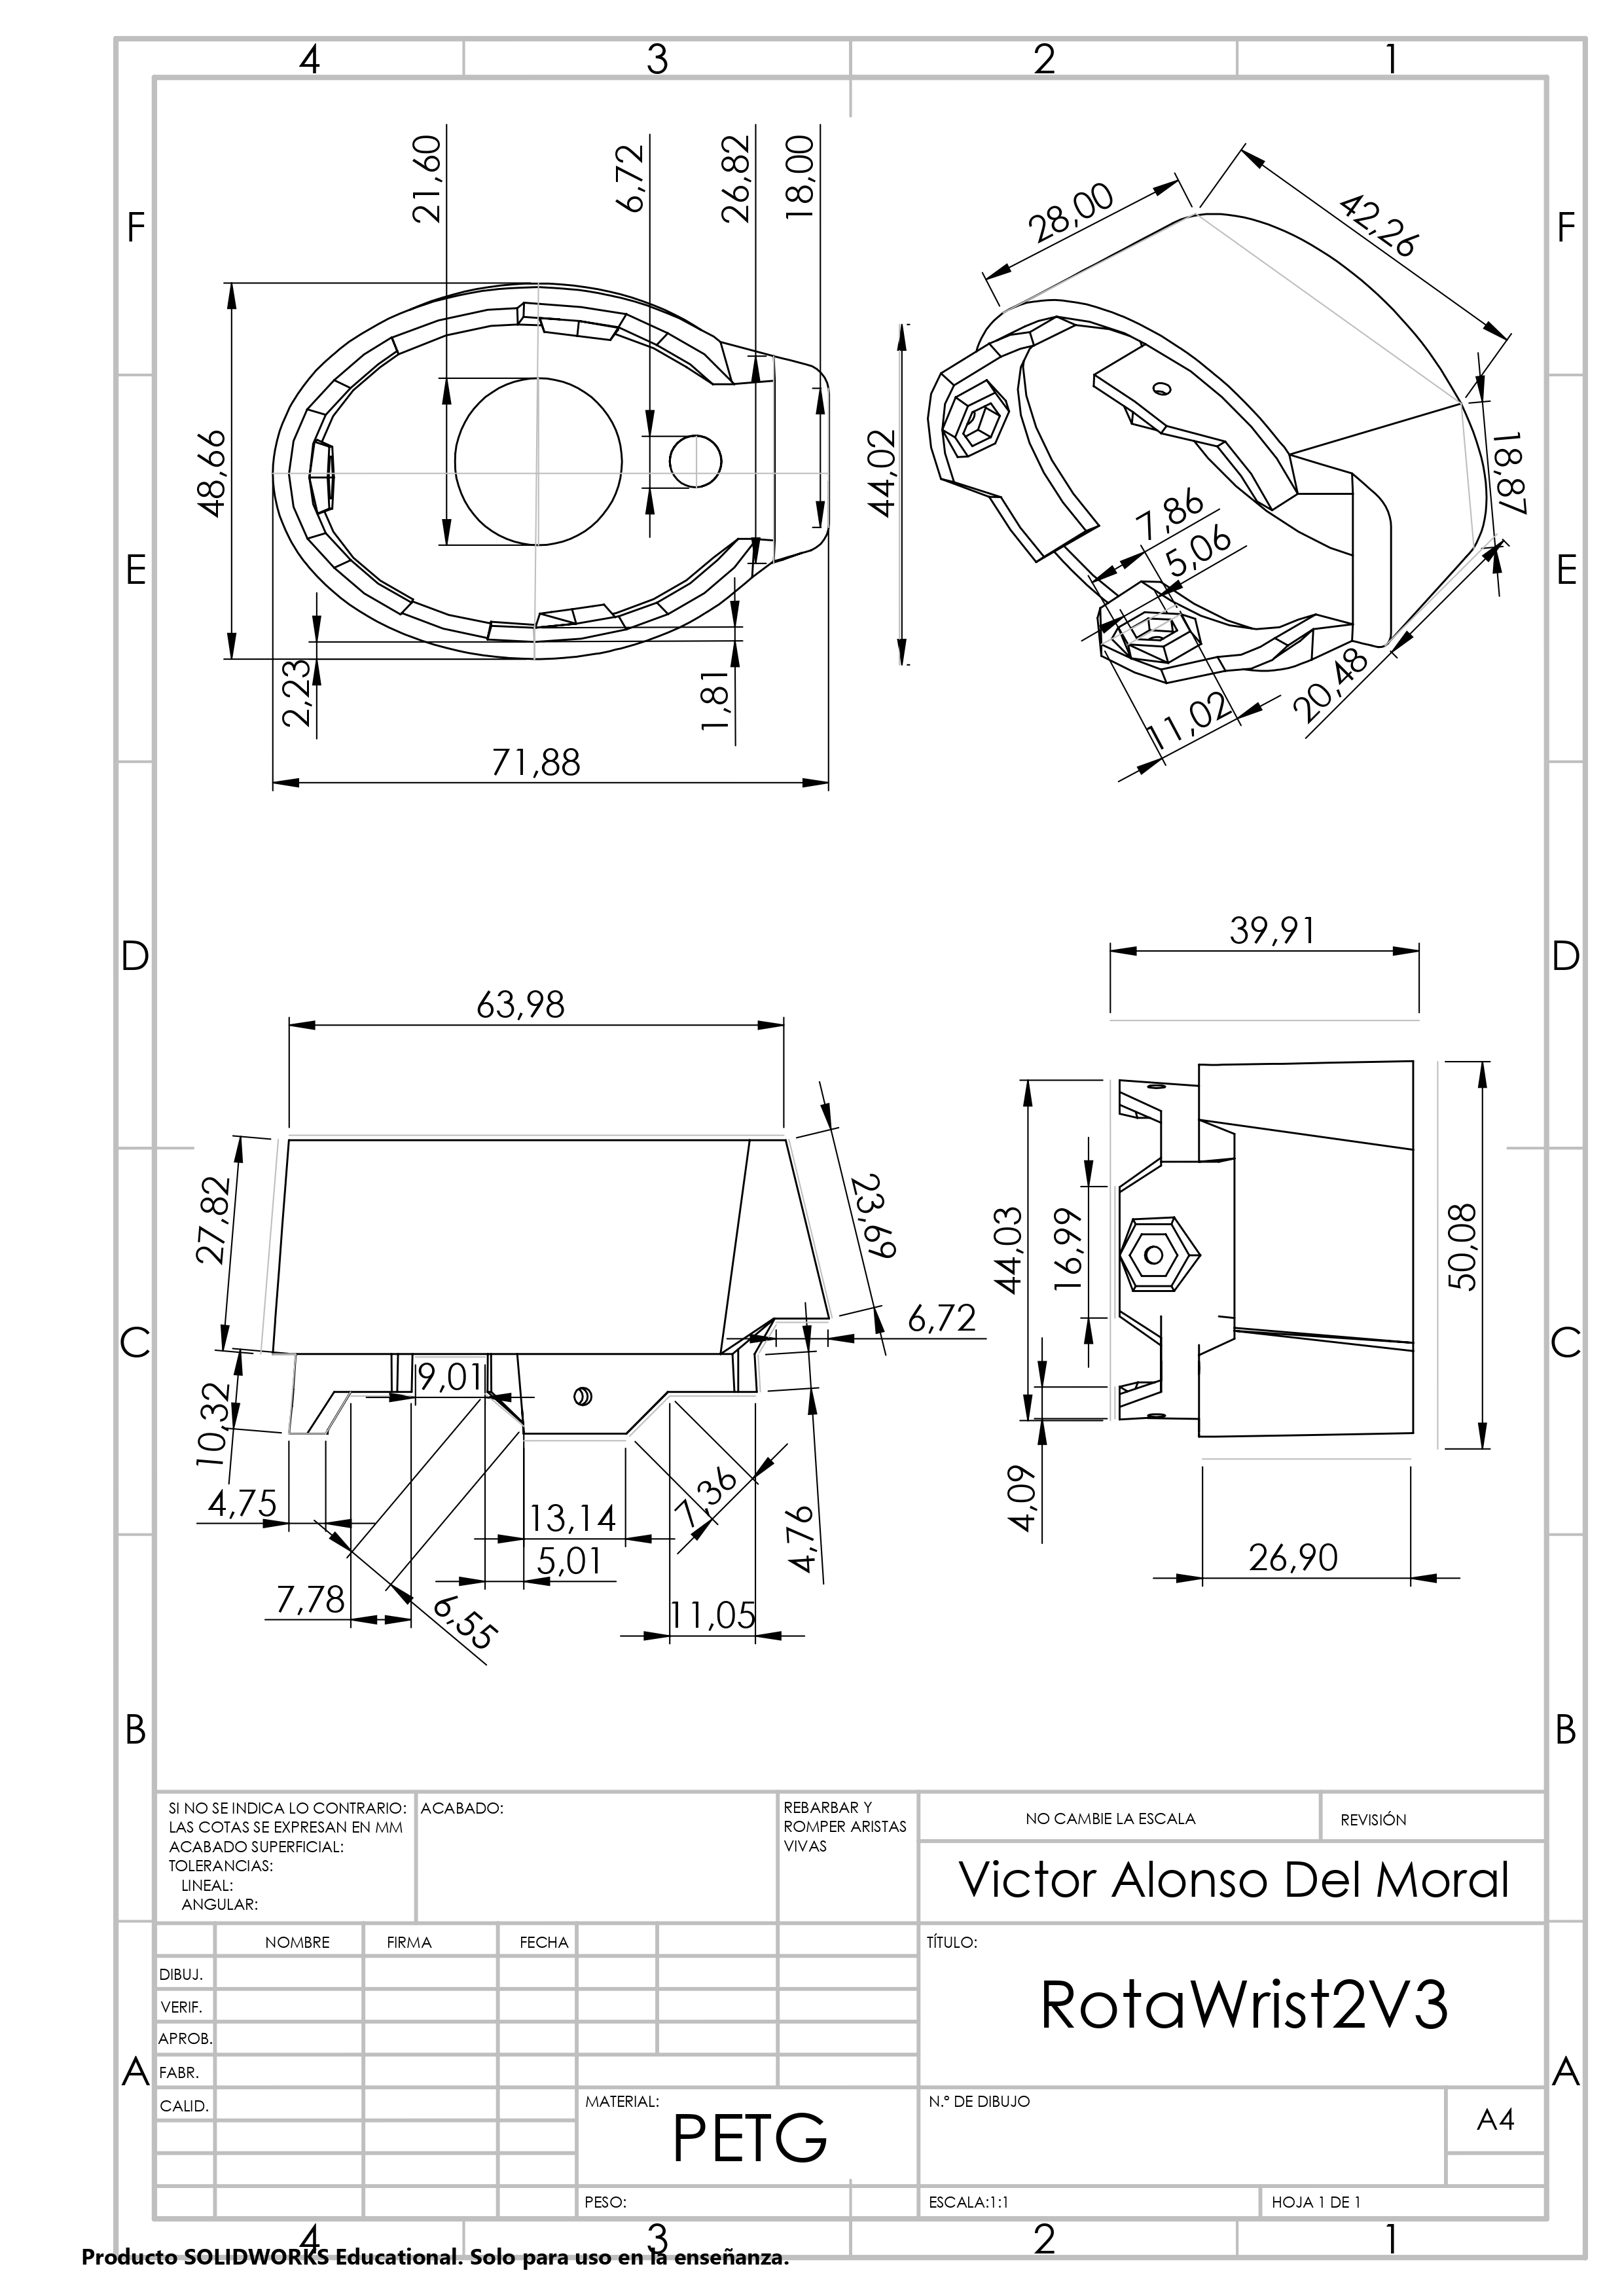 4 3 2 1
F F
E E
D D
C C
B B
A A
21,60
6,72
26,82
18,00
48,66
2,23
1,81
71,88
28,00
42,26
44,02
18,87
7,86
5,06
11,02
20,48
63,98
27,82
23,69
6,72
10,32
9,01
4,75
13,14
7,36
4,76
5,01
7,78
6,55
11,05
39,91
44,03
16,99
50,08
4,09
26,90
SI NO SE INDICA LO CONTRARIO:
LAS COTAS SE EXPRESAN EN MM
ACABADO SUPERFICIAL:
TOLERANCIAS:
LINEAL:
ANGULAR:
ACABADO:
REBARBAR Y
ROMPER ARISTAS
VIVAS
NO CAMBIE LA ESCALA
REVISIÓN
Victor Alonso Del Moral
NOMBRE FIRMA FECHA
DIBUJ.
VERIF.
APROB.
FABR.
CALID.
TÍTULO:
RotaWrist2V3
MATERIAL:
PETG
N.º DE DIBUJO
A4
PESO:
ESCALA:1:1
HOJA 1 DE 1
4 3 2 1
Producto SOLIDWORKS Educational. Solo para uso en la enseñanza.